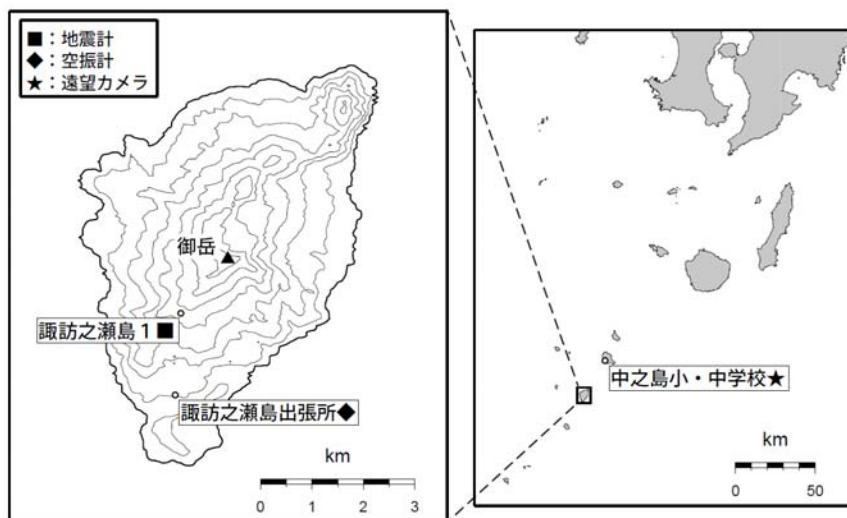 ■：地震計
◆：空振計
★：遠望カメラ
御岳
▲
諏訪之瀬島１■
諏訪之瀬島出張所◆
km
0 1 2 3
中之島小・中学校★
km
0 50